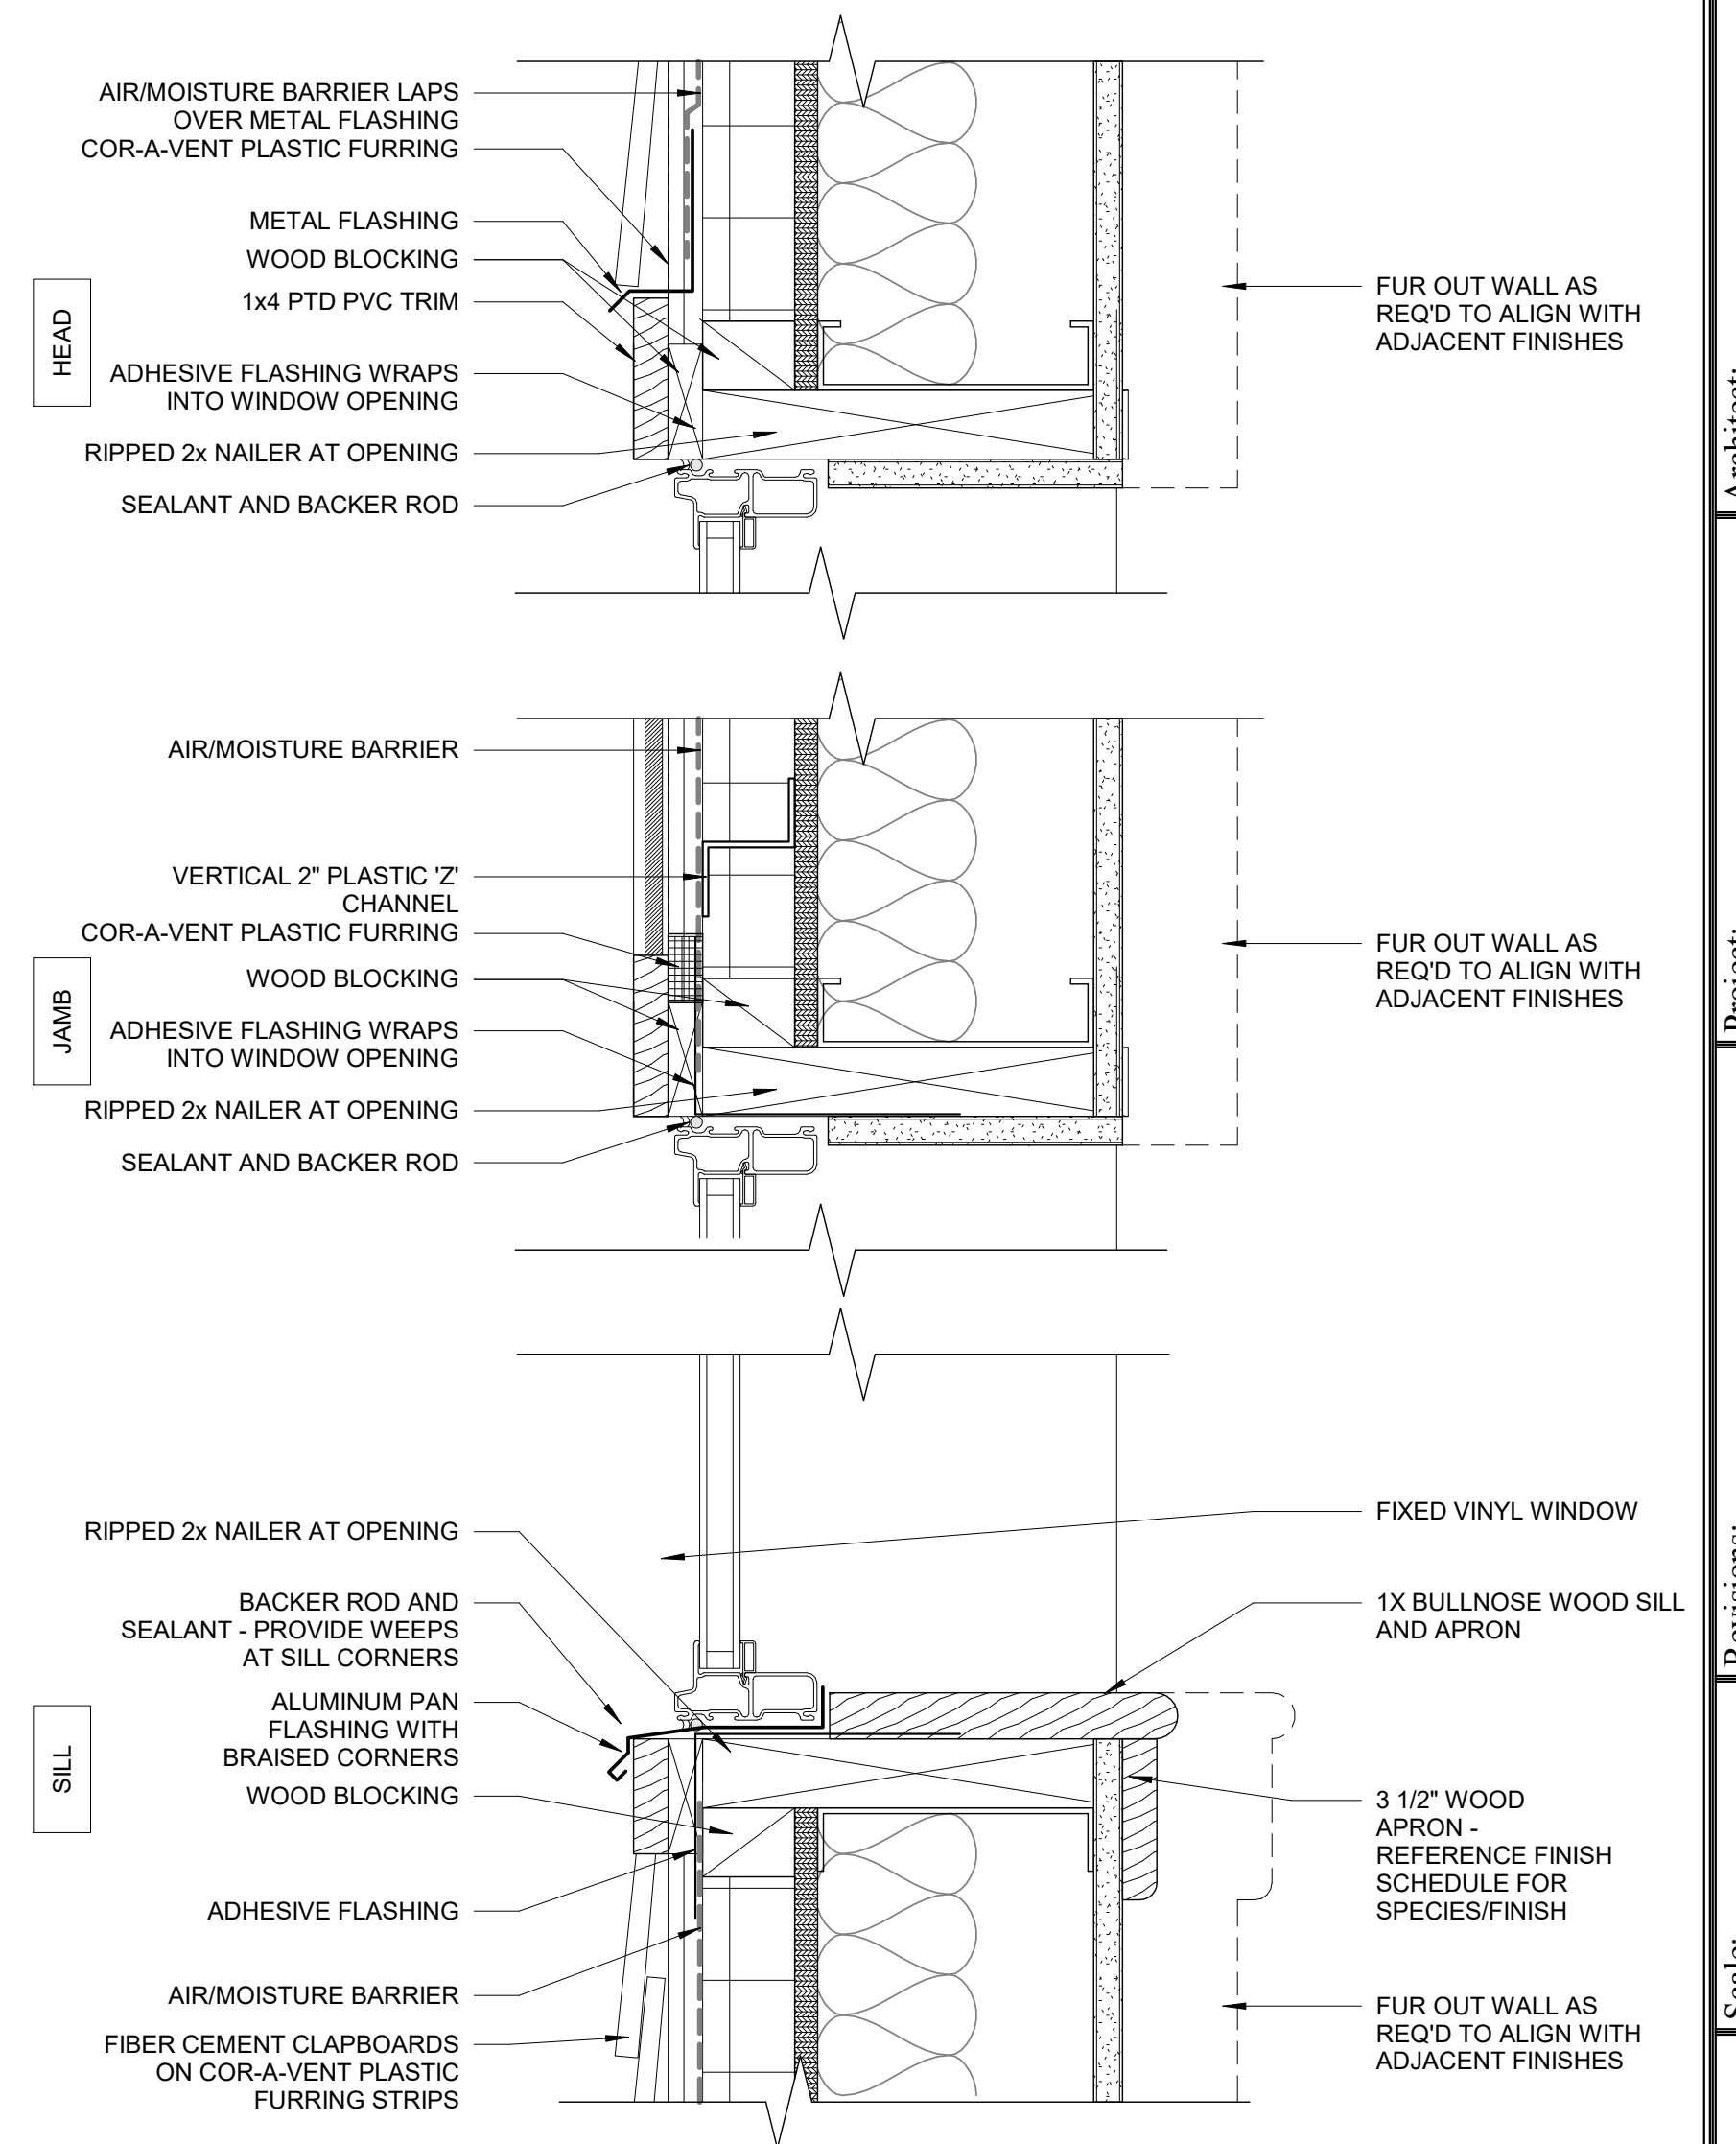 AIR/MOISTURE BARRIER LAPS
OVER METAL FLASHING
COR-A-VENT PLASTIC FURRING
METAL FLASHING
WOOD BLOCKING
1x4 PTD PVC TRIM
ADHESIVE FLASHING WRAPS
INTO WINDOW OPENING
RIPPED 2x NAILER AT OPENING
SEALANT AND BACKER ROD
HEAD
FUR OUT WALL AS
REQ'D TO ALIGN WITH
ADJACENT FINISHES
AIR/MOISTURE BARRIER
VERTICAL 2" PLASTIC 'Z'
CHANNEL
COR-A-VENT PLASTIC FURRING
WOOD BLOCKING
ADHESIVE FLASHING WRAPS
INTO WINDOW OPENING
RIPPED 2x NAILER AT OPENING
SEALANT AND BACKER ROD
JAMB
FUR OUT WALL AS
REQ'D TO ALIGN WITH
ADJACENT FINISHES
RIPPED 2x NAILER AT OPENING
BACKER ROD AND
SEALANT - PROVIDE WEEPS
AT SILL CORNERS
ALUMINUM PAN
FLASHING WITH
BRAISED CORNERS
WOOD BLOCKING
ADHESIVE FLASHING
AIR/MOISTURE BARRIER
FIBER CEMENT CLAPBOARDS
ON COR-A-VENT PLASTIC
FURRING STRIPS
SILL
FIXED VINYL WINDOW
1X BULLNOSE WOOD SILL
AND APRON
3 1/2" WOOD
APRON -
REFERENCE FINISH
SCHEDULE FOR
SPECIES/FINISH
FUR OUT WALL AS
REQ'D TO ALIGN WITH
ADJACENT FINISHES
Architect:
Project:
Revisions:
Scale: